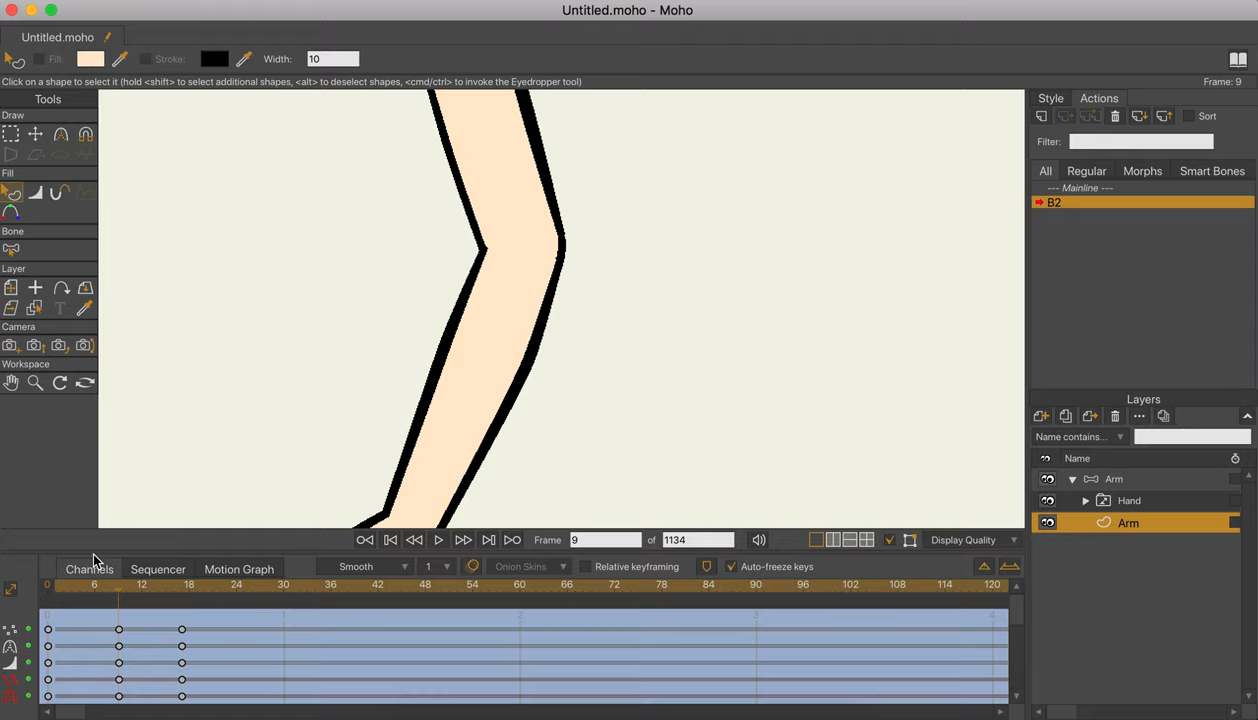 Untitled.moho - Moho
Untitled.moho
Fill: Stroke: Width: 10
Click on a shape to select it (hold <shift> to select additional shapes, <alt> to deselect shapes, <cmd/ctrl> to invoke the Eyedropper tool)
Frame: 9
Tools
Draw
Fill
Bone
Layer
Camera
Workspace
Style Actions
Sort
Filter:
All Regular Morphs Smart Bones
--- Mainline ---
B2
Layers
Name contains...
Name
Arm
Hand
Arm
Frame 9 of 1134 Display Quality
Channels Sequencer Motion Graph Smooth 1 Onion Skins Relative keyframing Auto-freeze keys
0 6 12 18 24 30 36 42 48 54 60 66 72 78 84 90 96 102 108 114 120
0 1 2 3 4